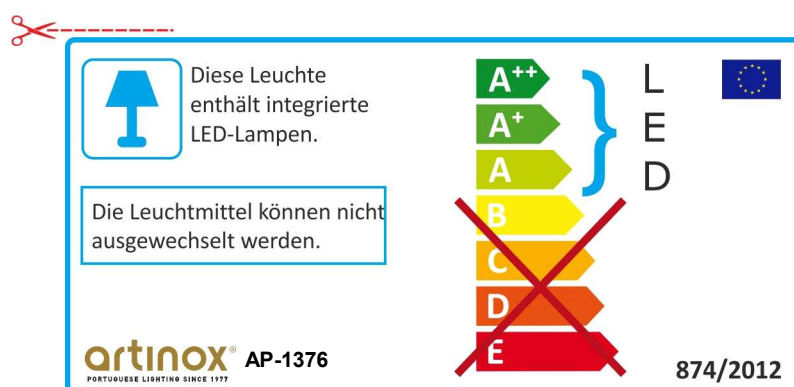 Diese Leuchte
enthält integrierte
LED-Lampen.
Die Leuchtmittel können nicht
ausgewechselt werden.
A++
A+
A
B
C
D
E
L
E
D
artinox® AP-1376
PORTUGUESE LIGHTING SINCE 1977
874/2012